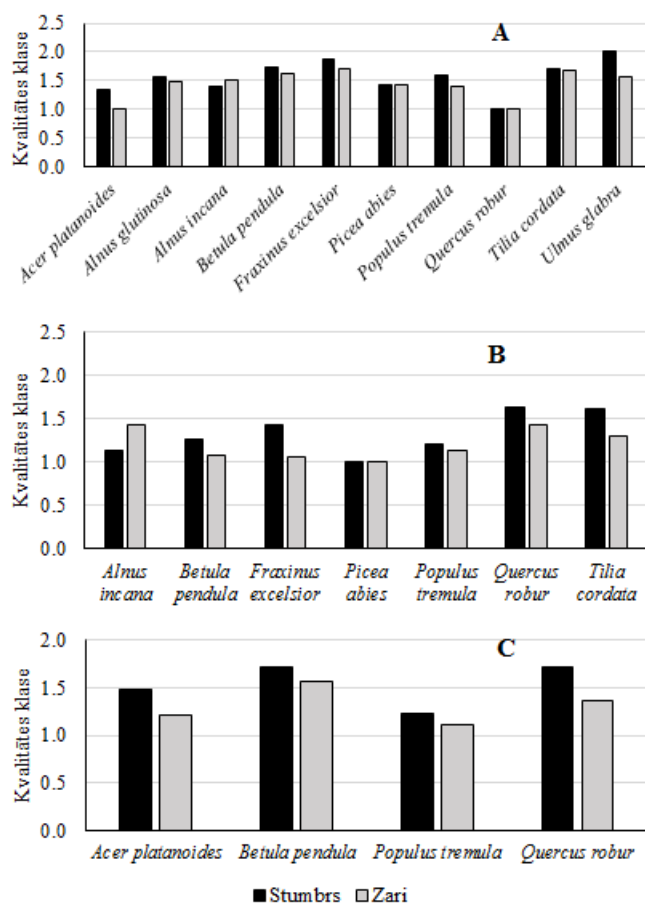 A
Kvalitātes klase
2.5
2.0
1.5
1.0
0.5
0.0
Acer platanoides
Alnus glutinosa
Alnus incana
Betula pendula
Fraxinus excelsior
Picea abies
Populus tremula
Quercus robur
Tilia cordata
Ulmus glabra
B
Kvalitātes klase
2.5
2.0
1.5
1.0
0.5
0.0
Alnus
incana
Betula
pendula
Fraxinus
excelsior
Picea
abies
Populus
tremula
Quercus
robur
Tilia
cordata
C
Kvalitātes klase
2.0
1.5
1.0
0.5
0.0
Acer platanoides
Betula pendula
Populus tremula
Quercus robur
Stumbrs
Zari